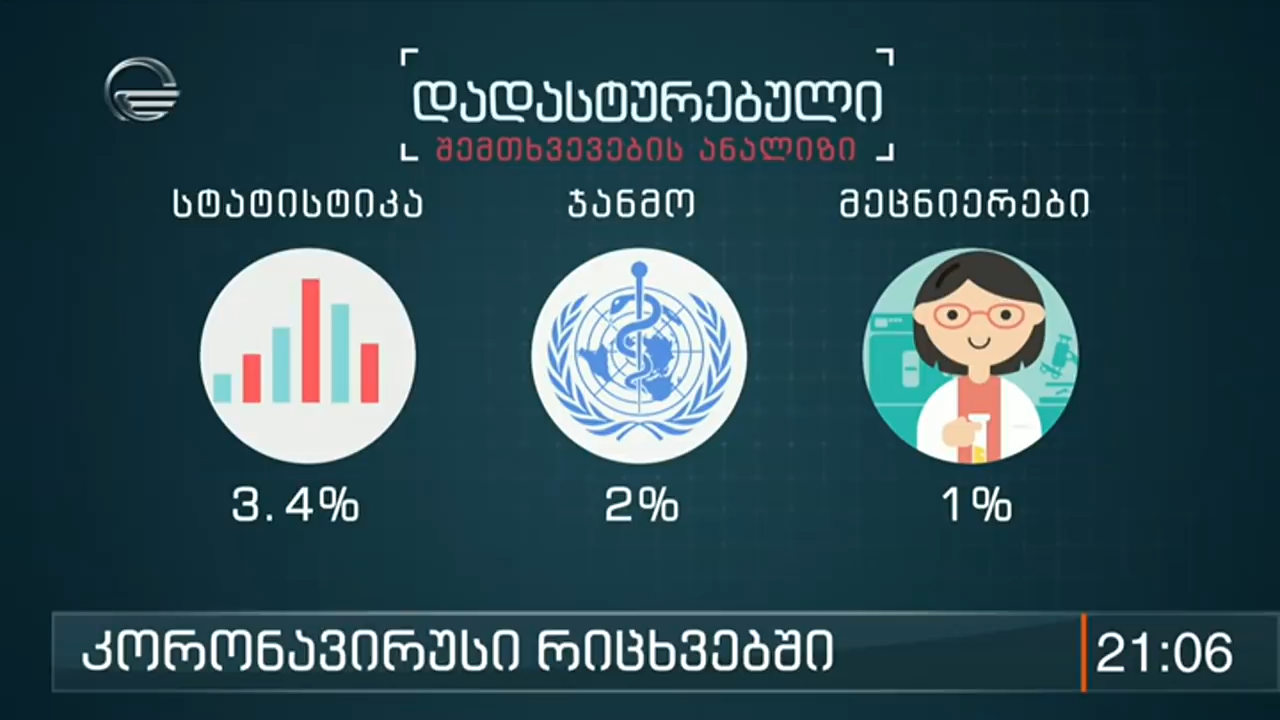 დადასტურებული
შემთხვევების ანალიზი
სტატისტიკა ჯანმო მეცნიერები
3.4% 2% 1%
კორონავირუსი რიცხვებში 21:06